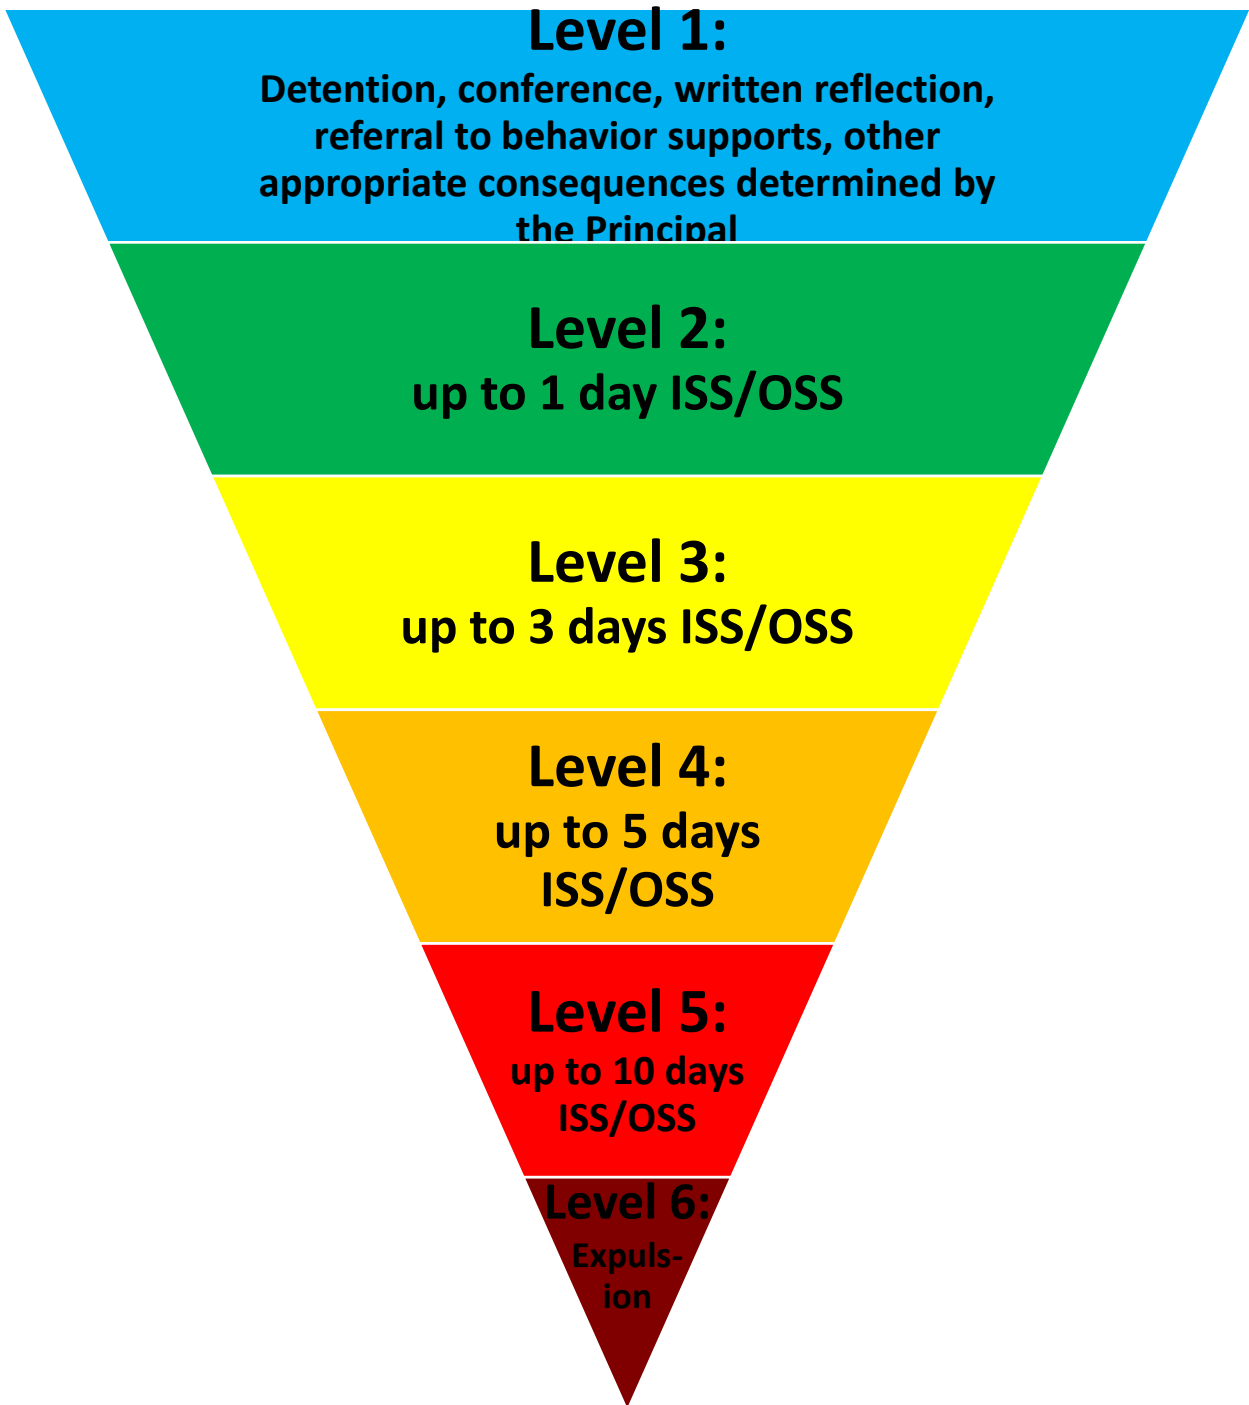 Level 1:
Detention, conference, written reflection,
referral to behavior supports, other
appropriate consequences determined by
the Principal
Level 2:
up to 1 day ISS/OSS
Level 3:
up to 3 days ISS/OSS
Level 4:
up to 5 days
ISS/OSS
Level 5:
up to 10 days
ISS/OSS
Level 6:
Expuls-
ion